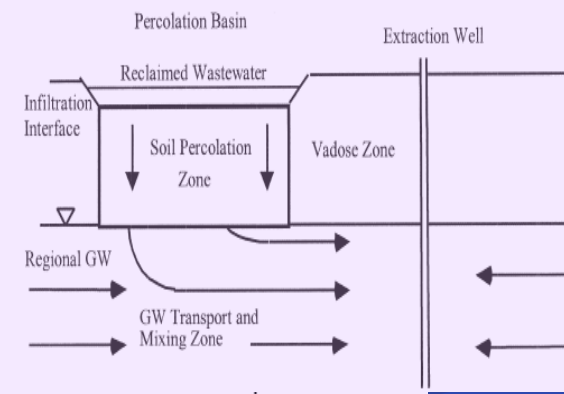 Percolation Basin
Extraction Well
Reclaimed Wastewater
Infiltration
Interface
Soil Percolation
Zone
Vadose Zone
Regional GW
GW Transport and
Mixing Zone